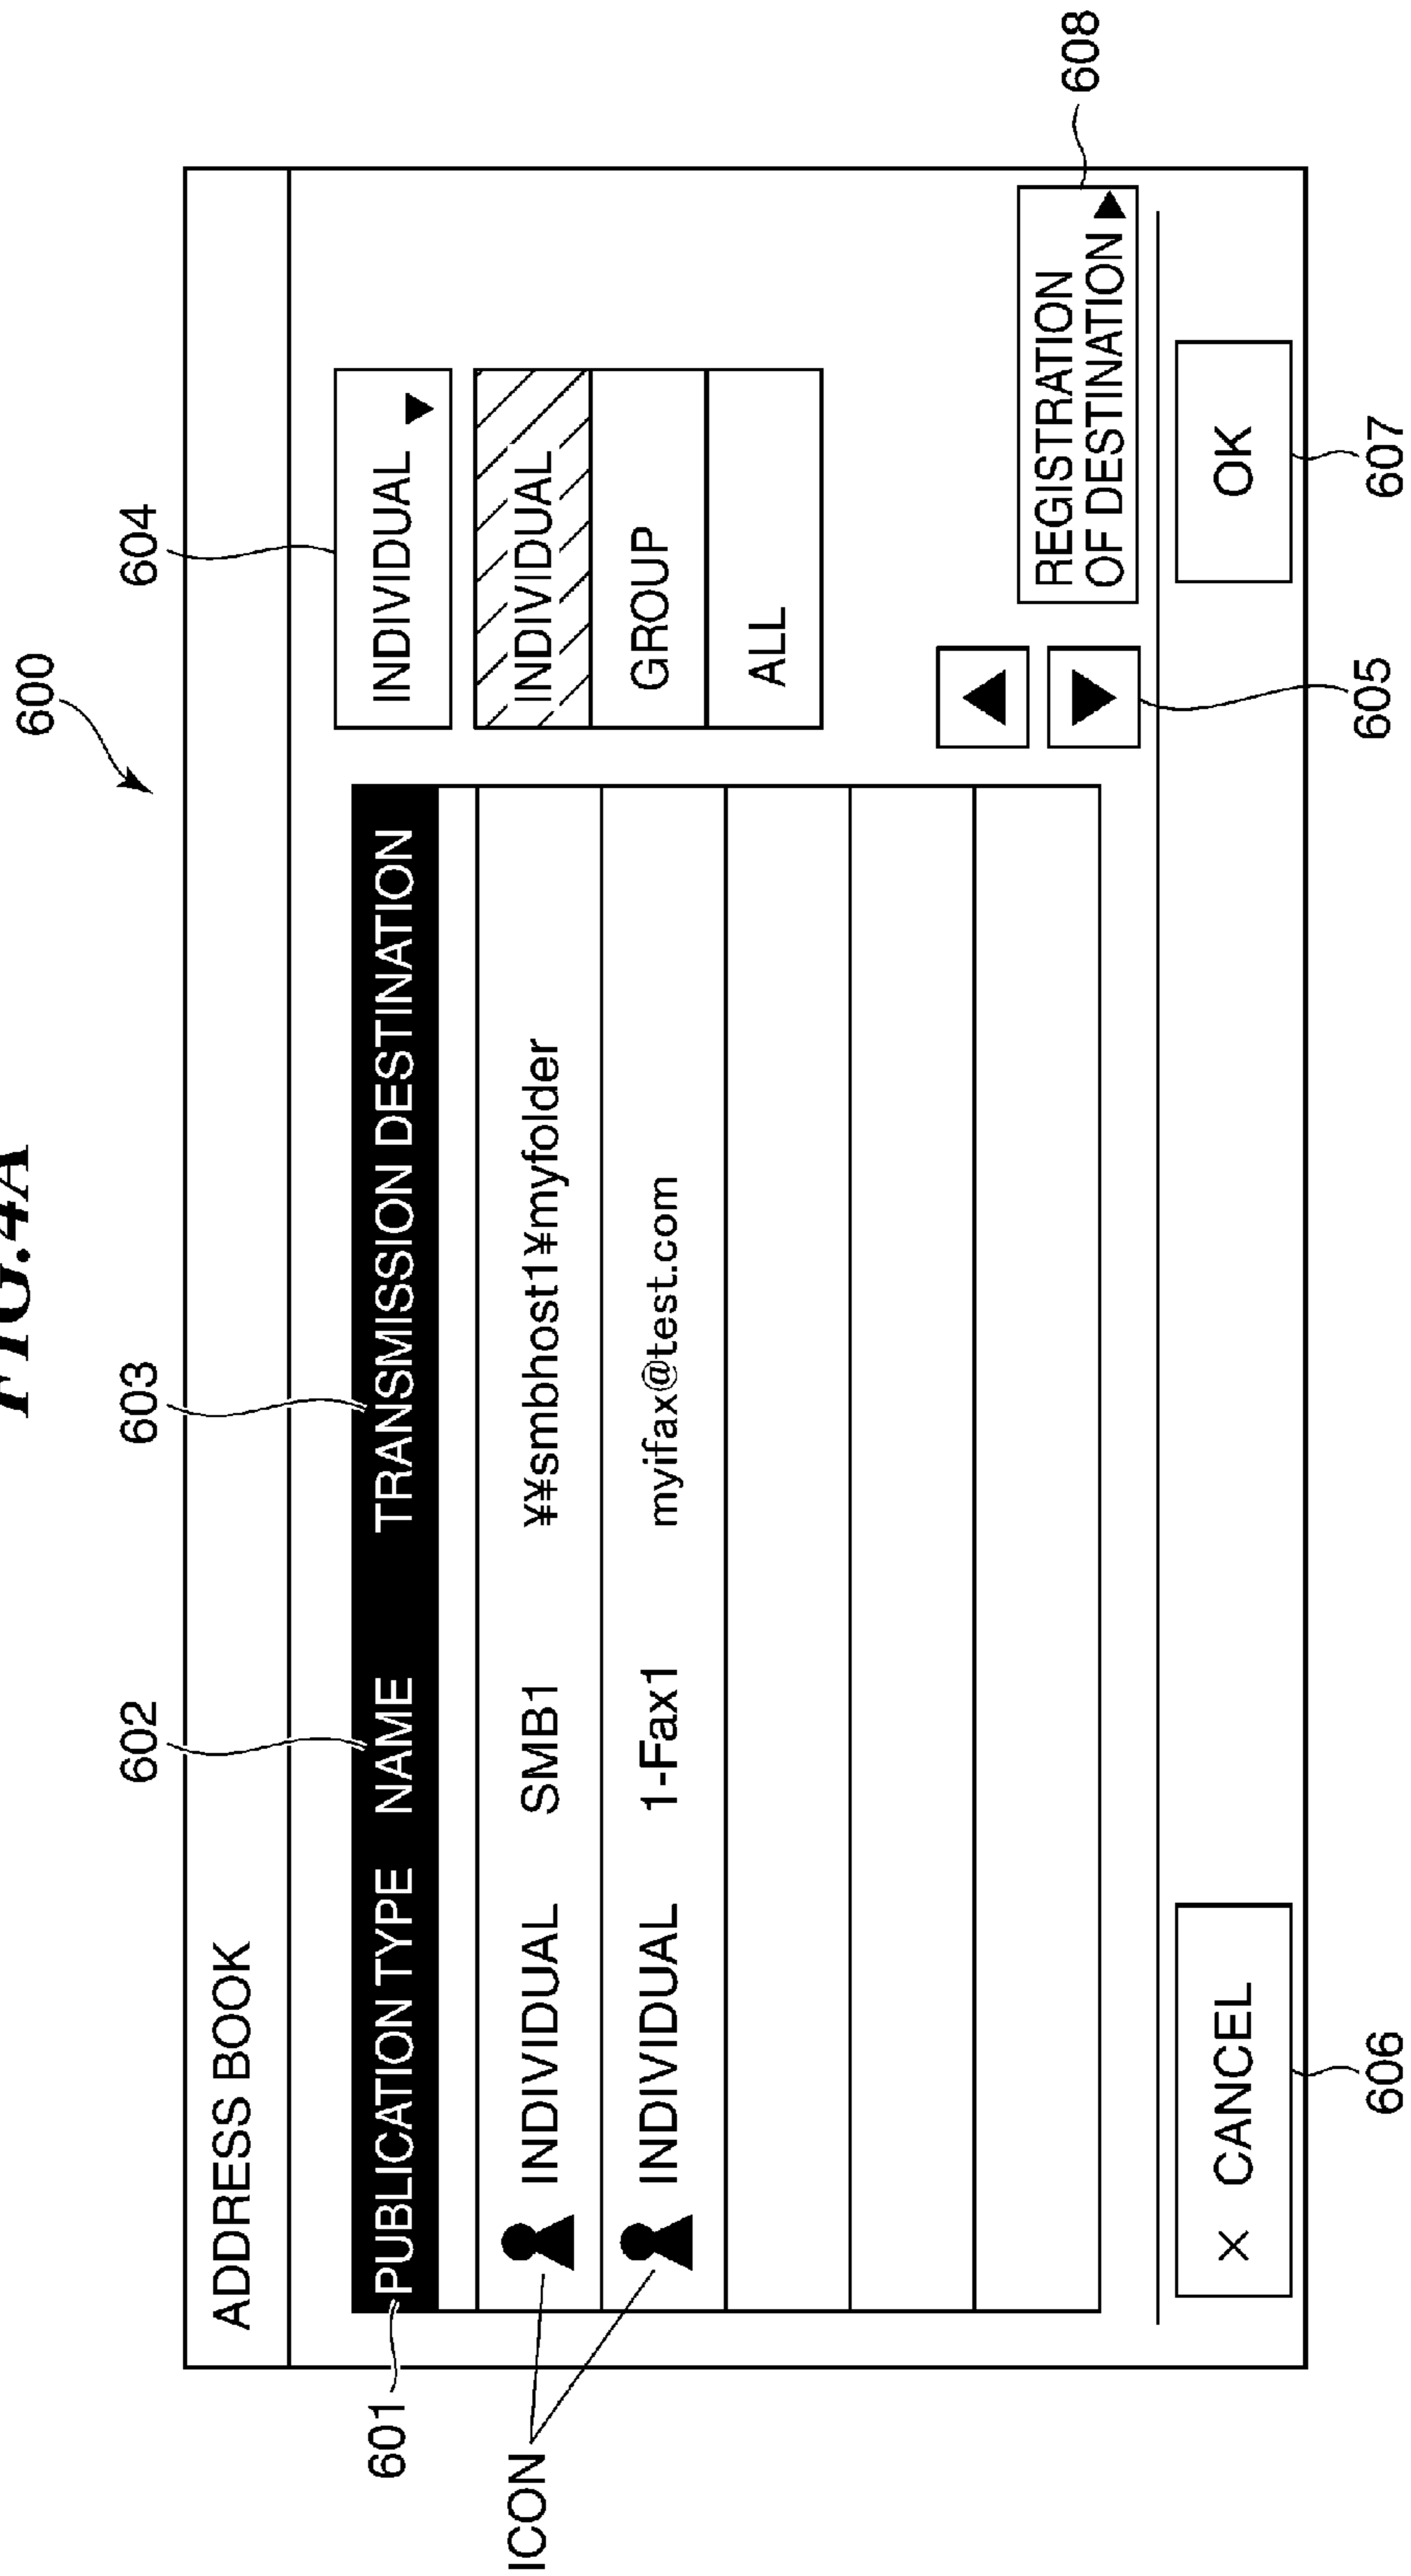 FIG.4A
600
602
603
604
ADDRESS BOOK
601
PUBLICATION TYPE NAME TRANSMISSION DESTINATION
INDIVIDUAL ▼
ICON
INDIVIDUAL SMB1 ¥¥smbhost1¥myfolder
INDIVIDUAL 1-Fax1 myifax@test.com
INDIVIDUAL
GROUP
ALL
▲
▼
REGISTRATION
OF DESTINATION ▶
608
× CANCEL
OK
606
605
607